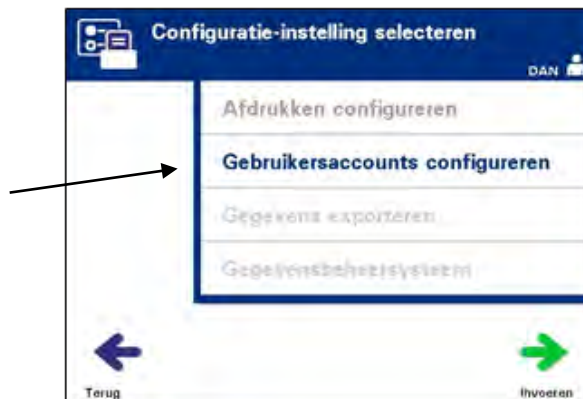 Configuratie-instelling selecteren
DAN
Afdrukken configureren
Gebruikersaccounts configureren
Gegevens exporteren
Gegevensbeheersysteem
Terug
Invoeren